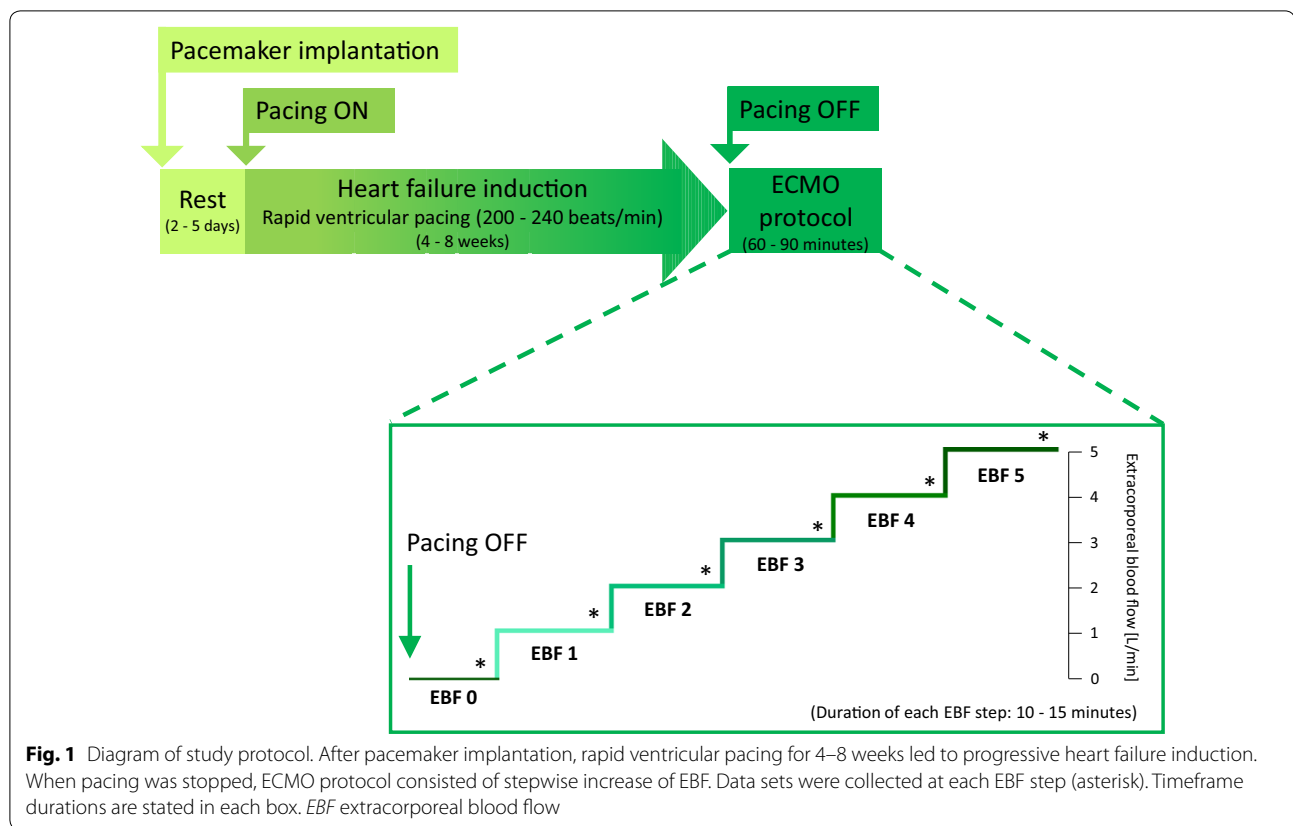 Pacemaker implantation
Pacing ON
Pacing OFF
Rest
(2 - 5 days)
Heart failure induction
Rapid ventricular pacing (200 - 240 beats/min)
(4 - 8 weeks)
ECMO
protocol
(60 - 90 minutes)
Pacing OFF
*
EBF 0
*
EBF 1
*
EBF 2
*
EBF 3
*
EBF 4
*
EBF 5
5
4
3
2
1
0
Extracorporeal blood flow [L/min]
(Duration of each EBF step: 10 - 15 minutes)
Fig. 1 Diagram of study protocol. After pacemaker implantation, rapid ventricular pacing for 4–8 weeks led to progressive heart failure induction.
When pacing was stopped, ECMO protocol consisted of stepwise increase of EBF. Data sets were collected at each EBF step (asterisk). Timeframe
durations are stated in each box. EBF extracorporeal blood flow